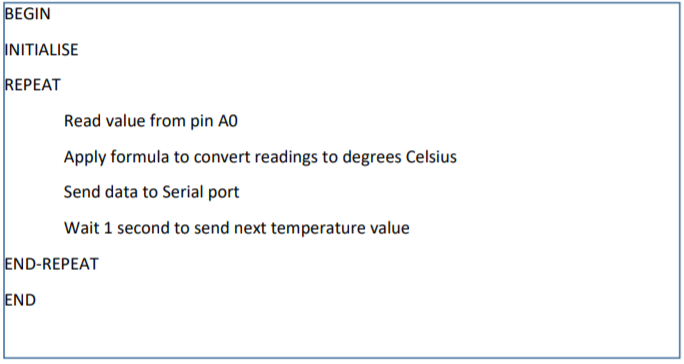 BEGIN
INITIALISE
REPEAT
Read value from pin A0
Apply formula to convert readings to degrees Celsius
Send data to Serial port
Wait 1 second to send next temperature value
END-REPEAT
END